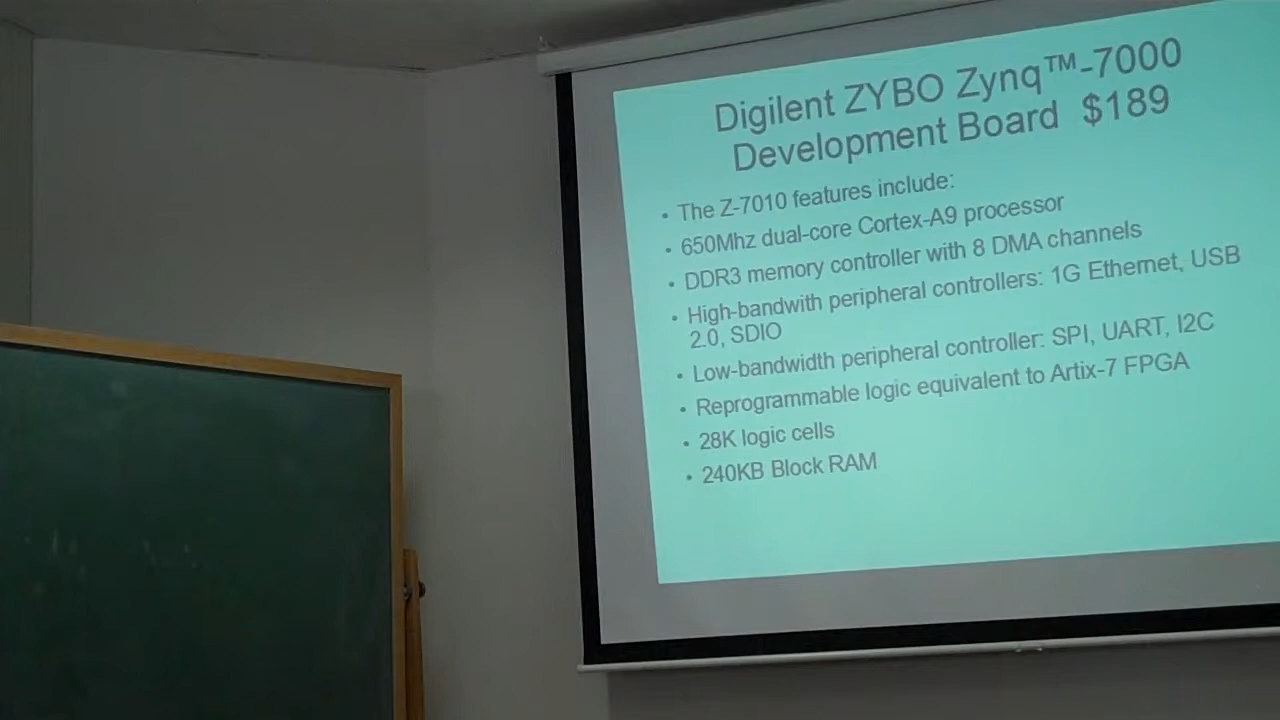 Digilent ZYBO Zynq™-7000
Development Board $189
• The Z-7010 features include:
• 650Mhz dual-core Cortex-A9 processor
• DDR3 memory controller with 8 DMA channels
• High-bandwith peripheral controllers: 1G Ethernet, USB
2.0, SDIO
• Low-bandwidth peripheral controller: SPI, UART, I2C
• Reprogrammable logic equivalent to Artix-7 FPGA
• 28K logic cells
• 240KB Block RAM